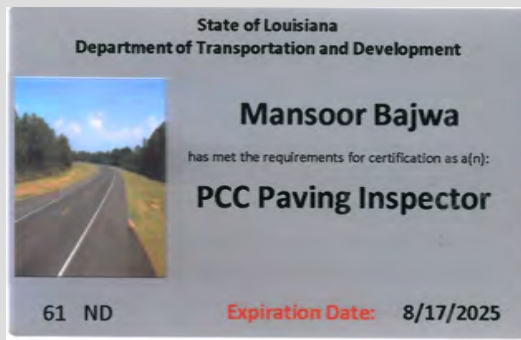 State of Louisiana
Department of Transportation and Development
Mansoor Bajwa
has met the requirements for certification as a(n):
PCC Paving Inspector
61 ND
Expiration Date: 8/17/2025